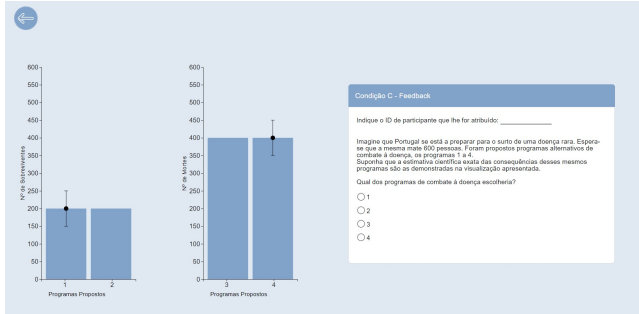 600
550
500
450
400
350
300
250
200
150
100
50
0
Nº de Sobreviventes
1 2
Programas Propostos
600
550
500
450
400
350
300
250
200
150
100
50
0
Nº de Mortes
3 4
Programas Propostos
Condição C - Feedback
Indique o ID de participante que lhe for atribuído: ______________
Imagine que Portugal se está a preparar para o surto de uma doença rara. Espera-
se que a mesma mate 600 pessoas. Foram propostos programas alternativos de
combate à doença, os programas 1 a 4.
Suponha que a estimativa científica exata das consequências desses mesmos
programas são as demonstradas na visualização apresentada.
Qual dos programas de combate à doença escolheria?
1
2
3
4